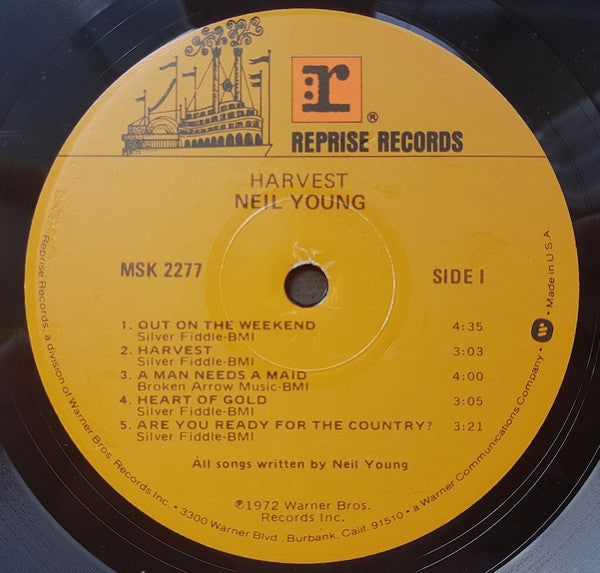 r
®
REPRISE RECORDS
HARVEST
NEIL YOUNG
MSK 2277
SIDE 1
1. OUT ON THE WEEKEND 4:35
Silver Fiddle-BMI
2. HARVEST 3:03
Silver Fiddle-BMI
3. A MAN NEEDS A MAID 4:00
Broken Arrow Music-BMI
4. HEART OF GOLD 3:05
Silver Fiddle-BMI
5. ARE YOU READY FOR THE COUNTRY? 3:21
Silver Fiddle-BMI
All songs written by Neil Young
℗1972 Warner Bros.
Records Inc.
Reprise Records, a division of Warner Bros. Records Inc. • 3300 Warner Blvd., Burbank, Calif. 91510 • a Warner Communications Company • W • Made in U.S.A.